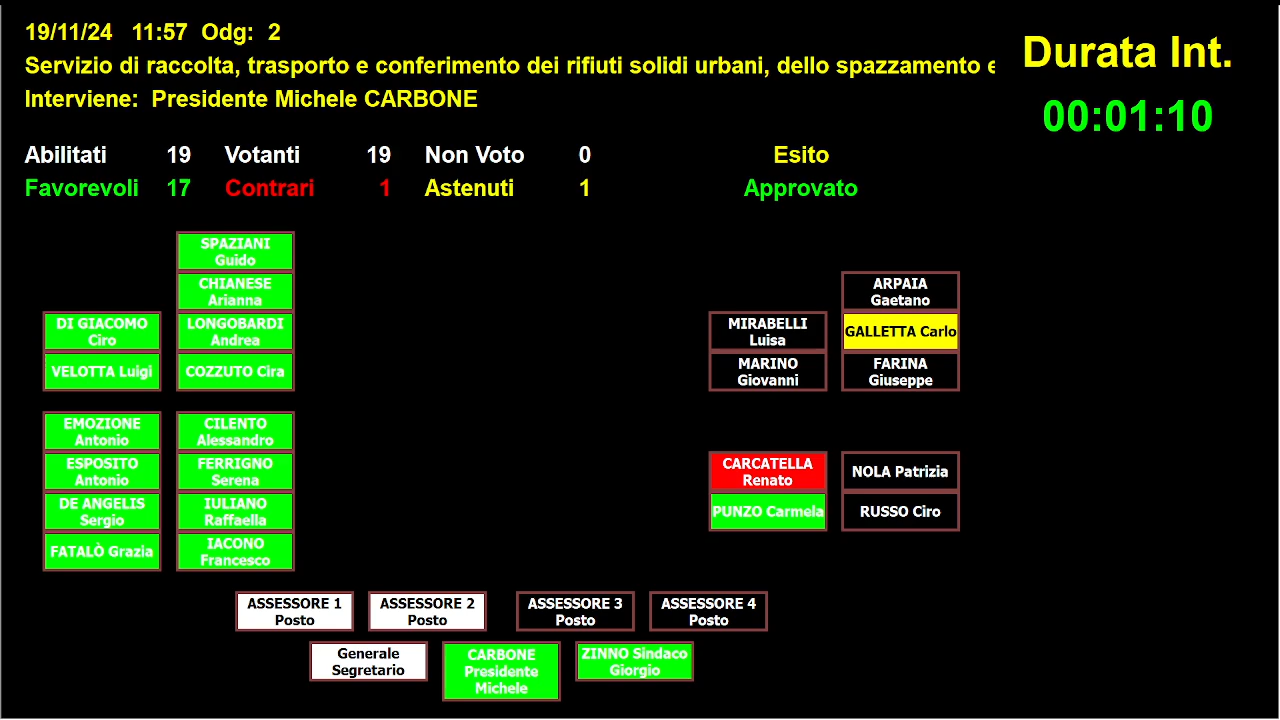 19/11/24 11:57 Odg: 2
Servizio di raccolta, trasporto e conferimento dei rifiuti solidi urbani, dello spazzamento e
Interviene: Presidente Michele CARBONE
Durata Int.
00:01:10
Abilitati 19 Votanti 19 Non Voto 0 Esito
Favorevoli 17 Contrari 1 Astenuti 1 Approvato
SPAZIANI
Guido
CHIANESE
Arianna
DI GIACOMO
Ciro
LONGOBARDI
Andrea
VELOTTA Luigi
COZZUTO Cira
EMOZIONE
Antonio
CILENTO
Alessandro
ESPOSITO
Antonio
FERRIGNO
Serena
DE ANGELIS
Sergio
IULIANO
Raffaella
FATALÒ Grazia
IACONO
Francesco
ARPAIA
Gaetano
MIRABELLI
Luisa
GALLETTA Carlo
MARINO
Giovanni
FARINA
Giuseppe
CARCATELLA
Renato
NOLA Patrizia
PUNZO Carmela
RUSSO Ciro
ASSESSORE 1
Posto
ASSESSORE 2
Posto
ASSESSORE 3
Posto
ASSESSORE 4
Posto
Generale
Segretario
CARBONE
Presidente
Michele
ZINNO Sindaco
Giorgio